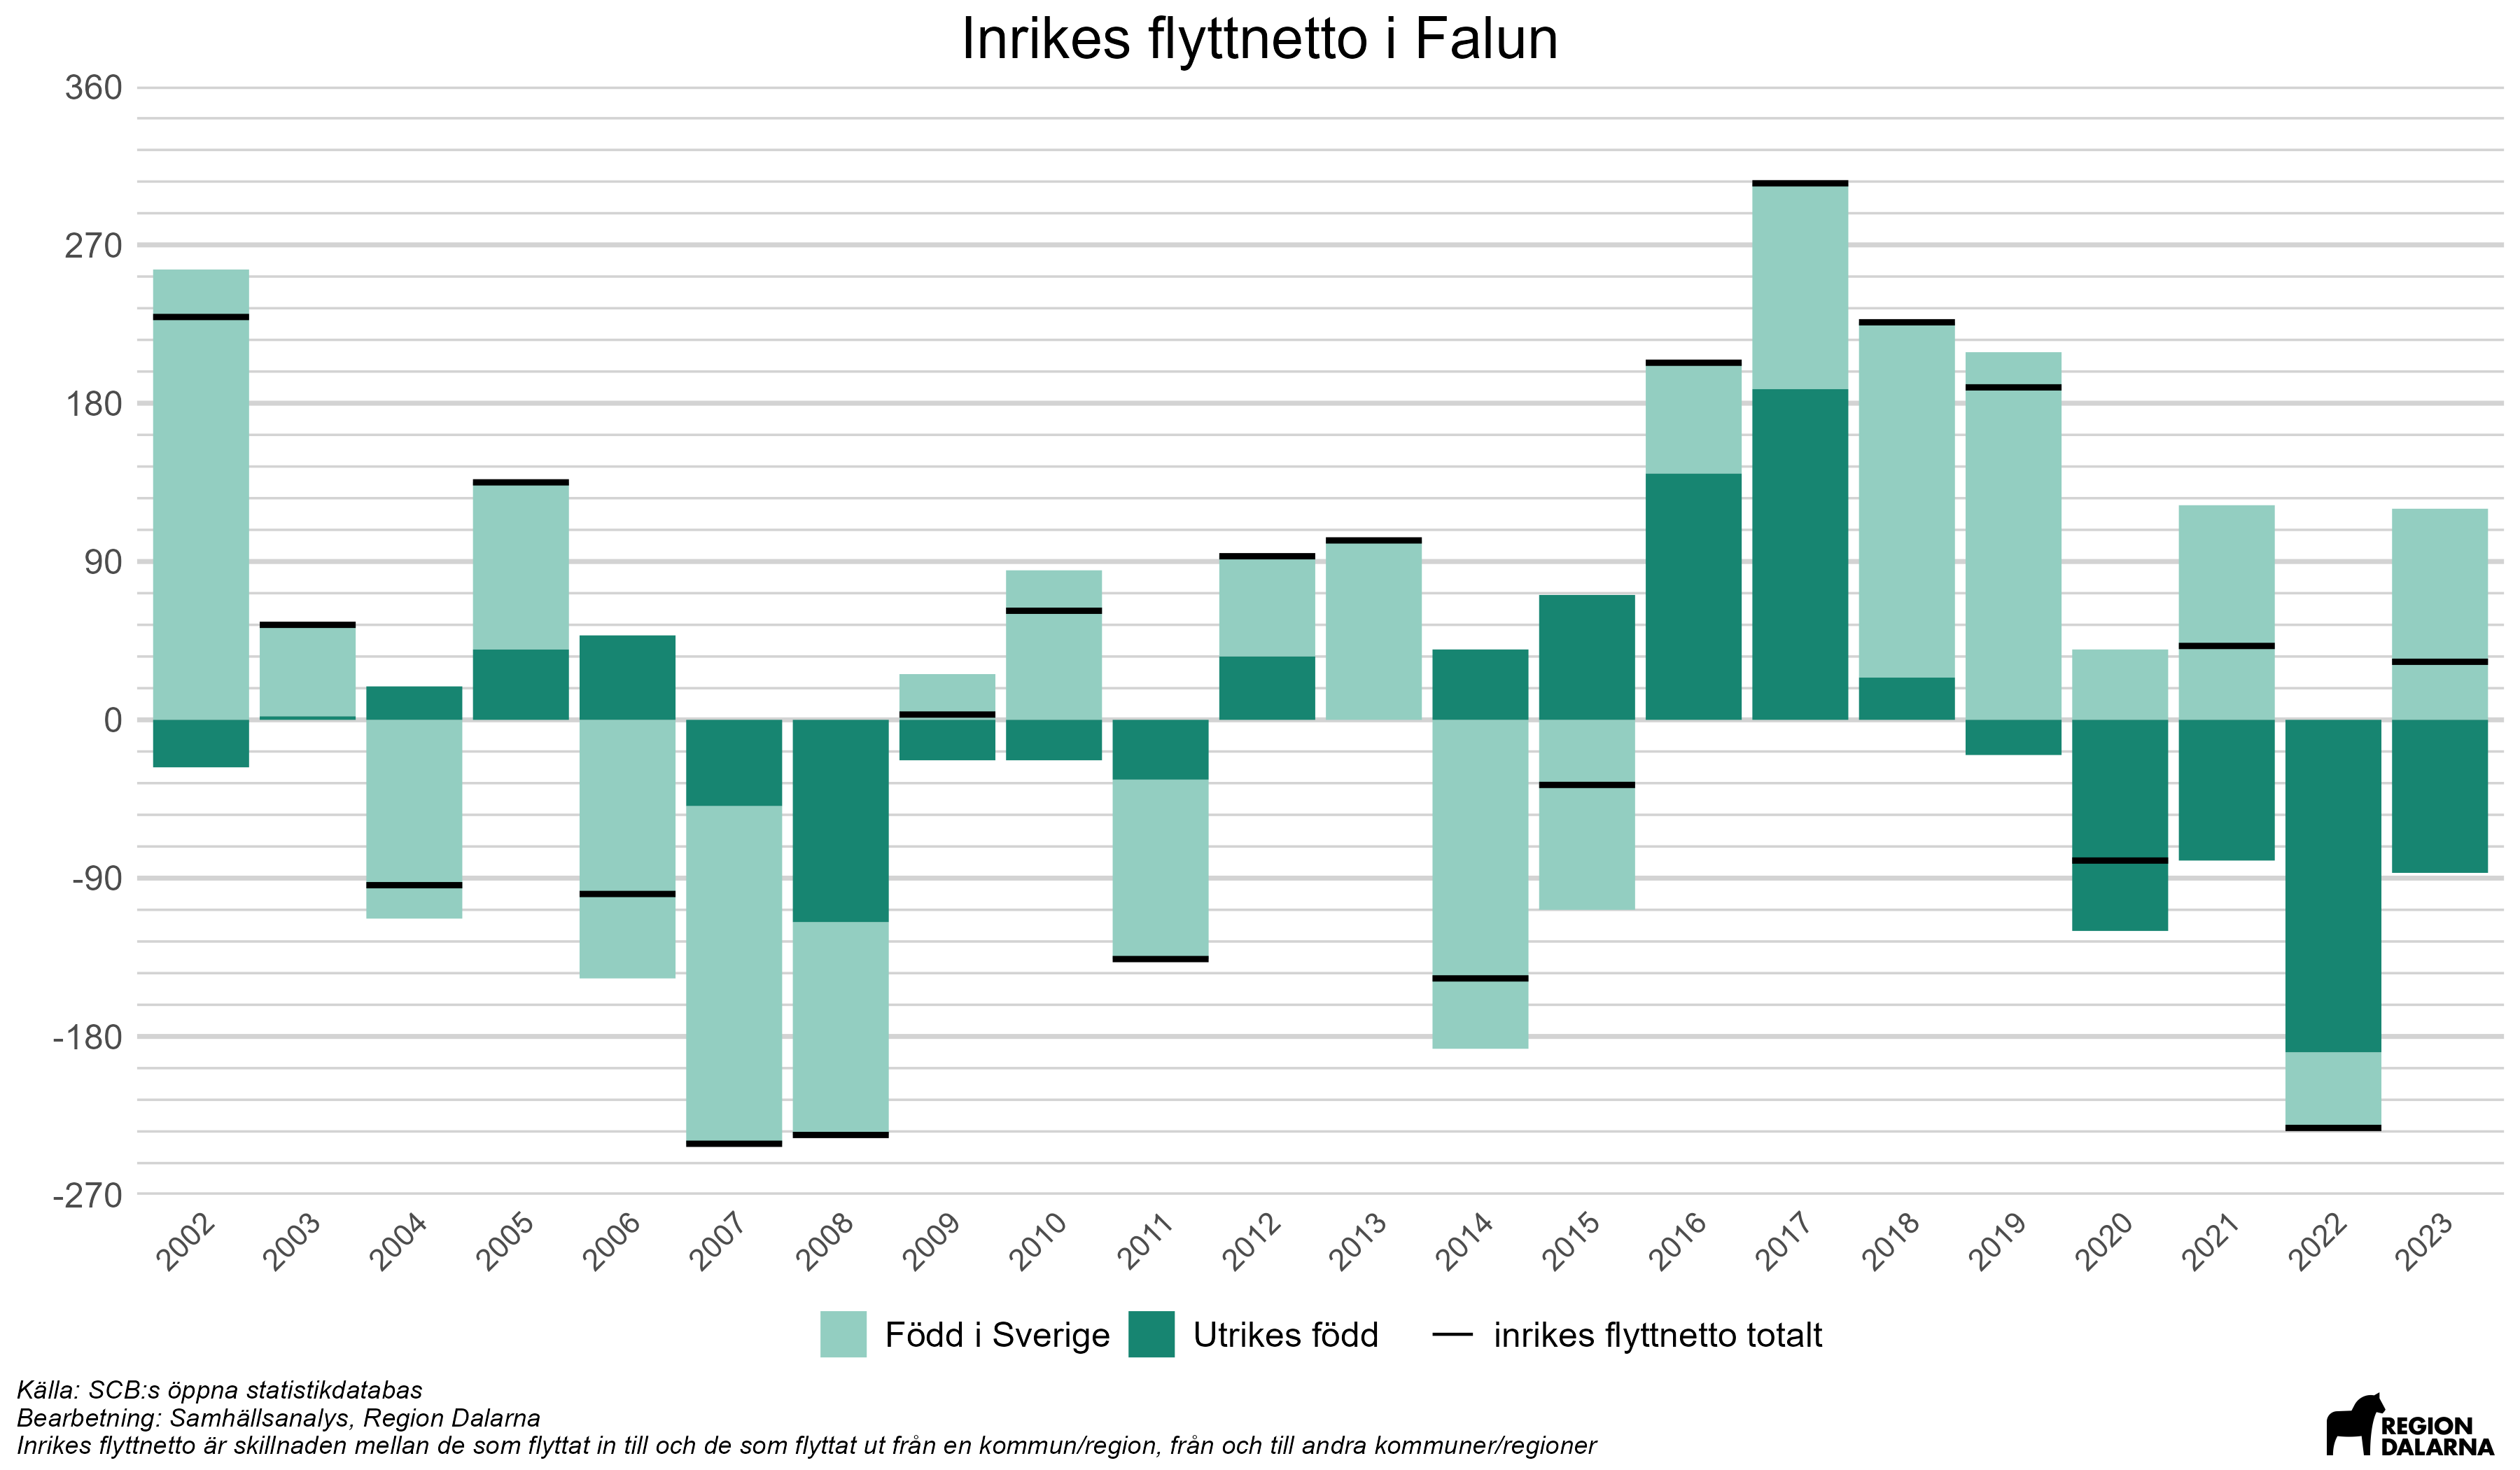 Inrikes flyttnetto i Falun
360
270
180
90
0
-90
-180
-270
2002 2003 2004 2005 2006 2007 2008 2009 2010 2011 2012 2013 2014 2015 2016 2017 2018 2019 2020 2021 2022 2023
Född i Sverige Utrikes född inrikes flyttnetto totalt
Källa: SCB:s öppna statistikdatabas
Bearbetning: Samhällsanalys, Region Dalarna
Inrikes flyttnetto är skillnaden mellan de som flyttat in till och de som flyttat ut från en kommun/region, från och till andra kommuner/regioner
REGION
DALARNA